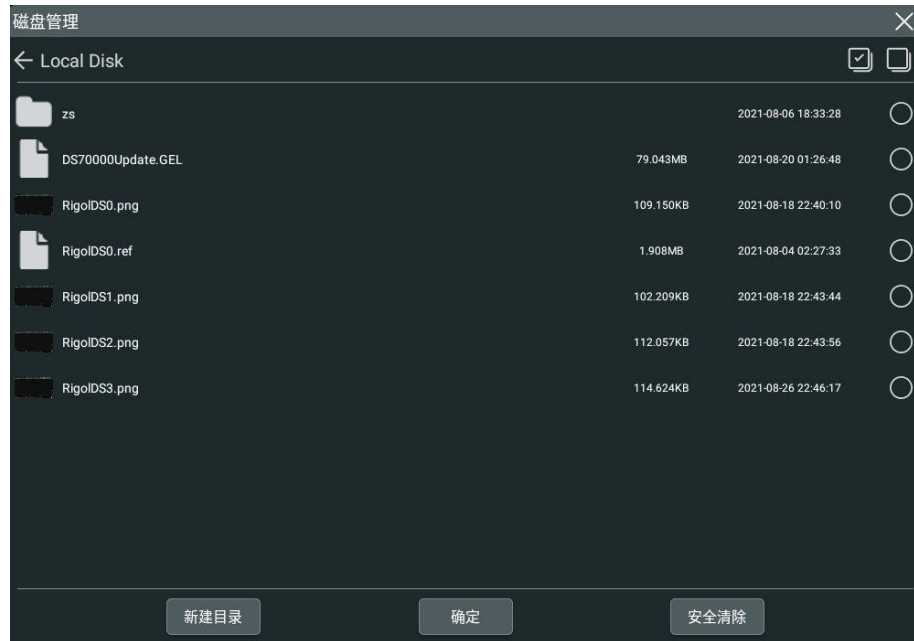 磁盘管理
Local Disk
zs 2021-08-06 18:33:28
DS70000Update.GEL 79.043MB 2021-08-20 01:26:48
RigolDS0.png 109.150KB 2021-08-18 22:40:10
RigolDS0.ref 1.908MB 2021-08-04 02:27:33
RigolDS1.png 102.209KB 2021-08-18 22:43:44
RigolDS2.png 112.057KB 2021-08-18 22:43:56
RigolDS3.png 114.624KB 2021-08-26 22:46:17
新建目录 确定 安全清除